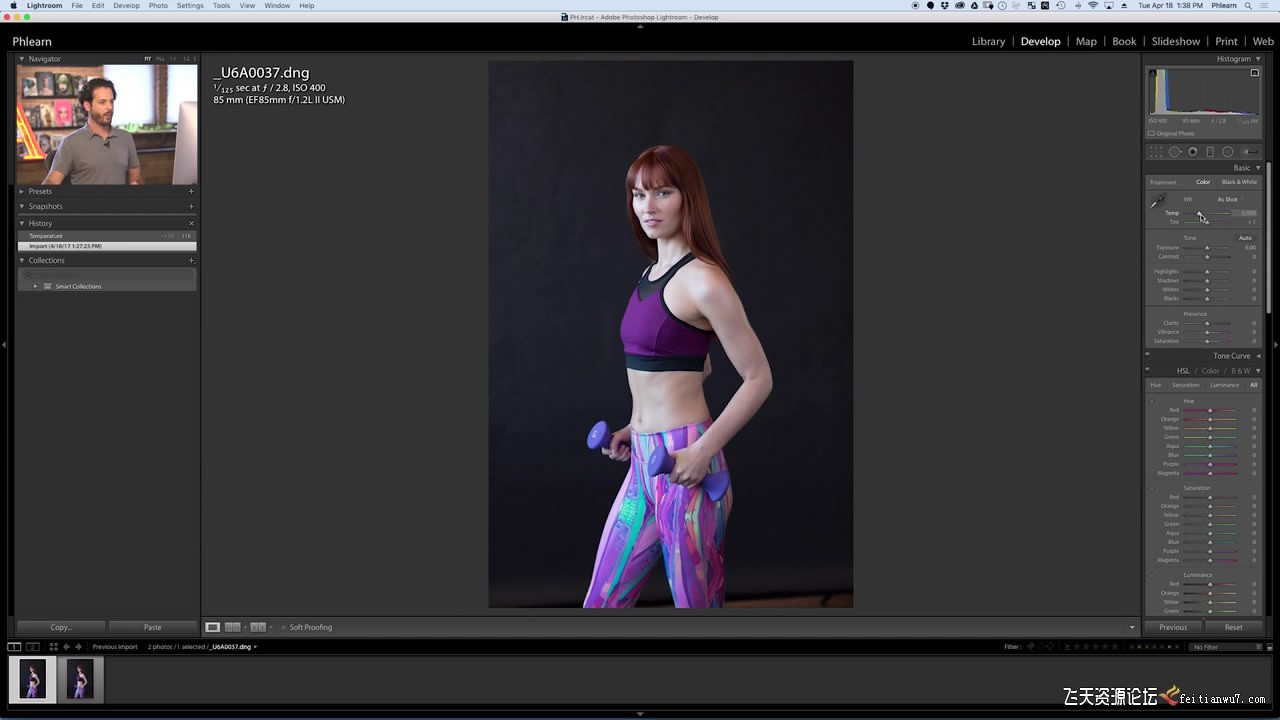 Lightroom File Edit Develop Photo Settings Tools View Window Help
Tue Apr 18 1:38 PM Phlearn
PH.lrcat - Adobe Photoshop Lightroom - Develop
Phlearn
Library | Develop | Map | Book | Slideshow | Print | Web
Navigator FIT FILL 1:1
Presets
Snapshots
History
Temperature
Import (4/18/17 1:27:23 PM)
Collections
Smart Collections
Copy... Paste
_U6A0037.dng
1/125 sec at ƒ / 2.8, ISO 400
85 mm (EF85mm f/1.2L II USM)
Histogram
ISO 400 85 mm ƒ / 2.8 1/125 sec
Original Photo
Basic
Treatment: Color Black & White
WB: As Shot
Temp
Tint + 1
Tone Auto
Exposure 0.00
Contrast 0
Highlights 0
Shadows 0
Whites 0
Blacks 0
Presence
Clarity 0
Vibrance 0
Saturation 0
Tone Curve
HSL / Color / B & W
Hue Saturation Luminance All
Hue
Red 0
Orange 0
Yellow 0
Green 0
Aqua 0
Blue 0
Purple 0
Magenta 0
Saturation
Red 0
Orange 0
Yellow 0
Green 0
Aqua 0
Blue 0
Purple 0
Magenta 0
Luminance
Red 0
Orange 0
Yellow 0
Green 0
Soft Proofing
Previous Reset
1 2 Previous Import 2 photos / 1 selected / _U6A0037.dng
Filter: No Filter
飞天资源论坛 feitianwu7.com